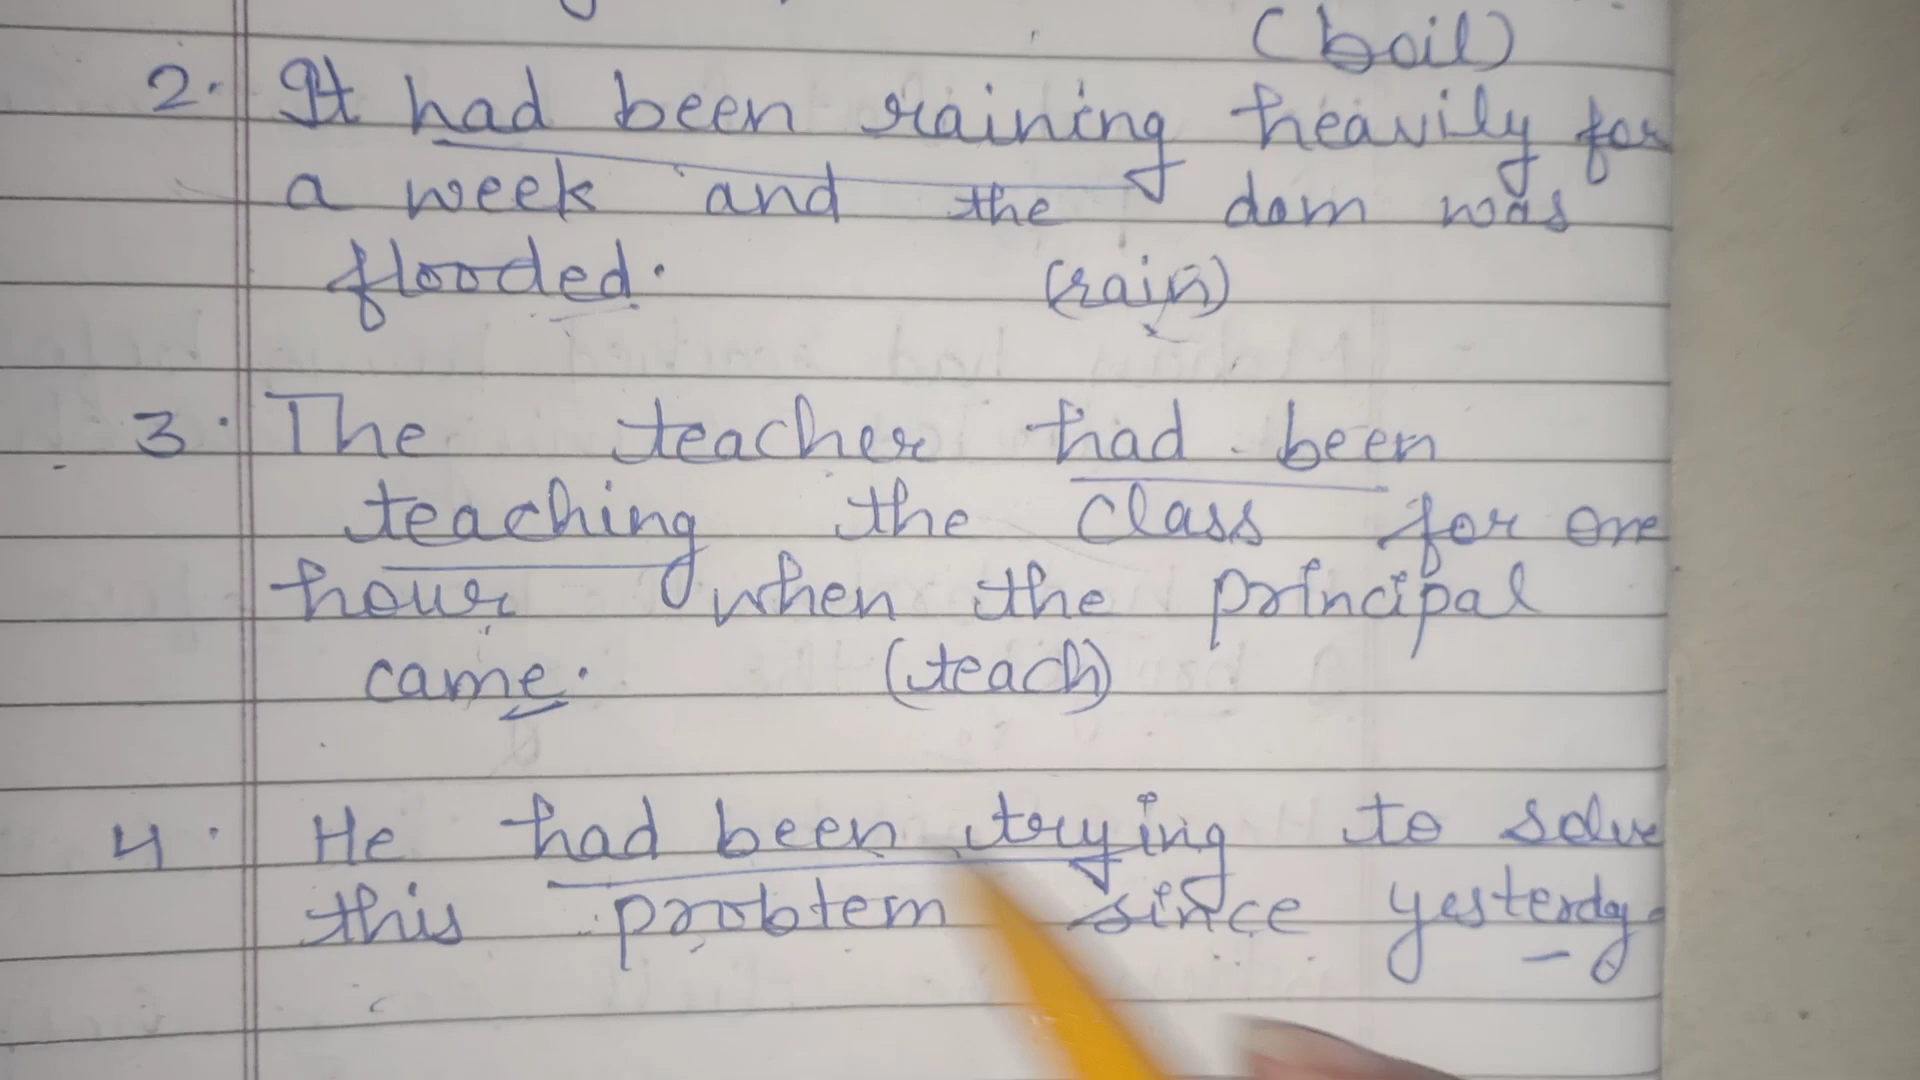 (boil)
2. It had been raining heavily for
a week and the dam was
flooded. (rain)
3. The teacher had been
teaching the class for one
hour when the principal
came. (teach)
4. He had been trying to solve
this problem since yesterday.